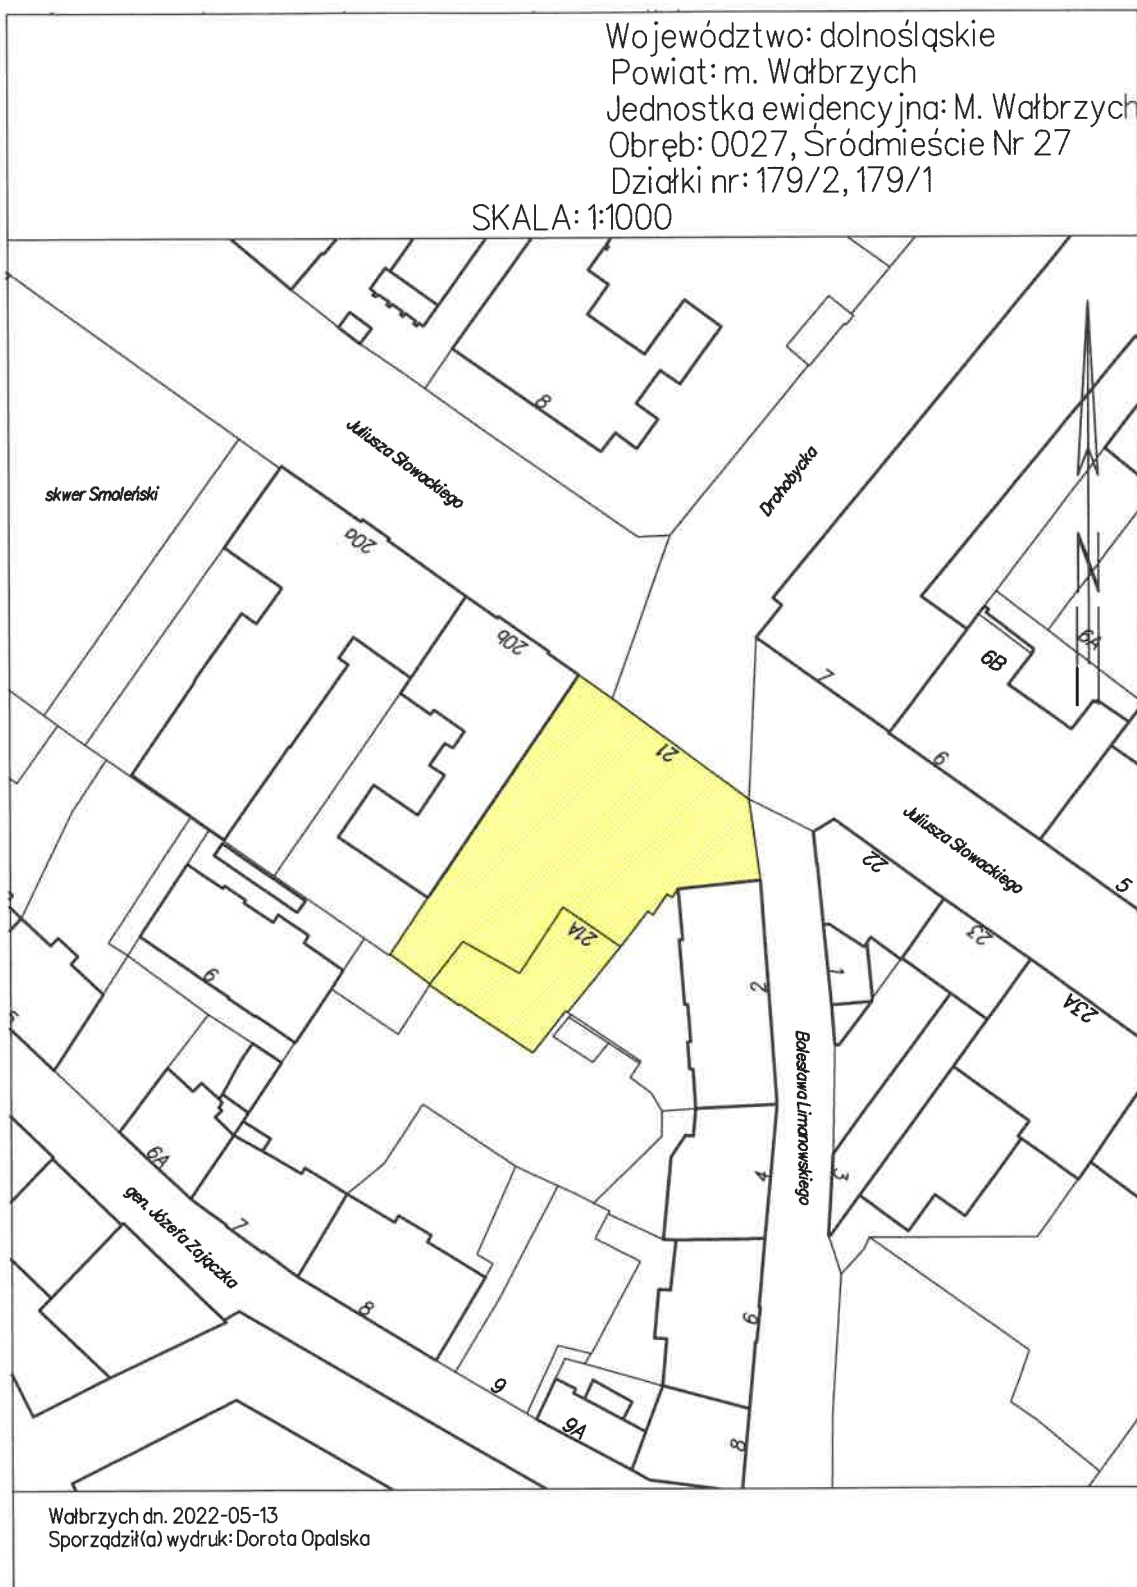 Województwo: dolnośląskie
Powiat: m. Wałbrzych
Jednostka ewidencyjna: M. Wałbrzych
Obręb: 0027, Śródmieście Nr 27
Działki nr: 179/2, 179/1
SKALA: 1:1000
8
Juliusza Słowackiego
skwer Smoleński
Drohobycka
20a
20b
N
6A
6B
7
21
6
Juliusza Słowackiego
22
5
21A
23
2
1
23A
9
Bolesława Limanowskiego
6A
4
3
gen. Józefa Zajączka
7
8
6
9
9A
8
Wałbrzych dn. 2022-05-13
Sporządził(a) wydruk: Dorota Opalska